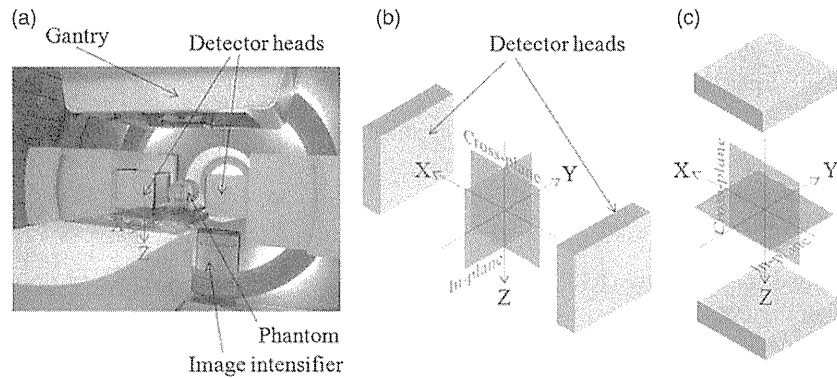 (a)
Gantry
Detector heads
Z
Phantom
Image intensifier
(b)
Detector heads
Cross-plane
X
Y
In-plane
Z
(c)
X
Cross-plane
Y
In-plane
Z